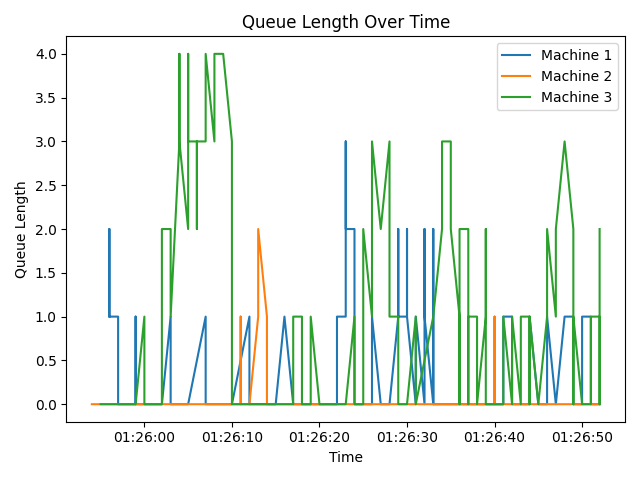 Queue Length Over Time
Machine 1
Machine 2
Machine 3
Queue Length
4.0
3.5
3.0
2.5
2.0
1.5
1.0
0.5
0.0
01:26:00 01:26:10 01:26:20 01:26:30 01:26:40 01:26:50
Time